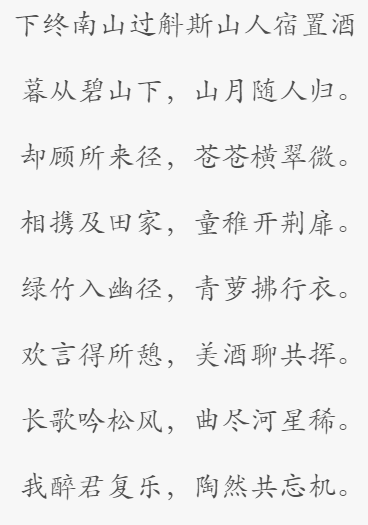 下终南山过斛斯山人宿置酒
暮从碧山下，山月随人归。
却顾所来径，苍苍横翠微。
相携及田家，童稚开荆扉。
绿竹入幽径，青萝拂行衣。
欢言得所憩，美酒聊共挥。
长歌吟松风，曲尽河星稀。
我醉君复乐，陶然共忘机。